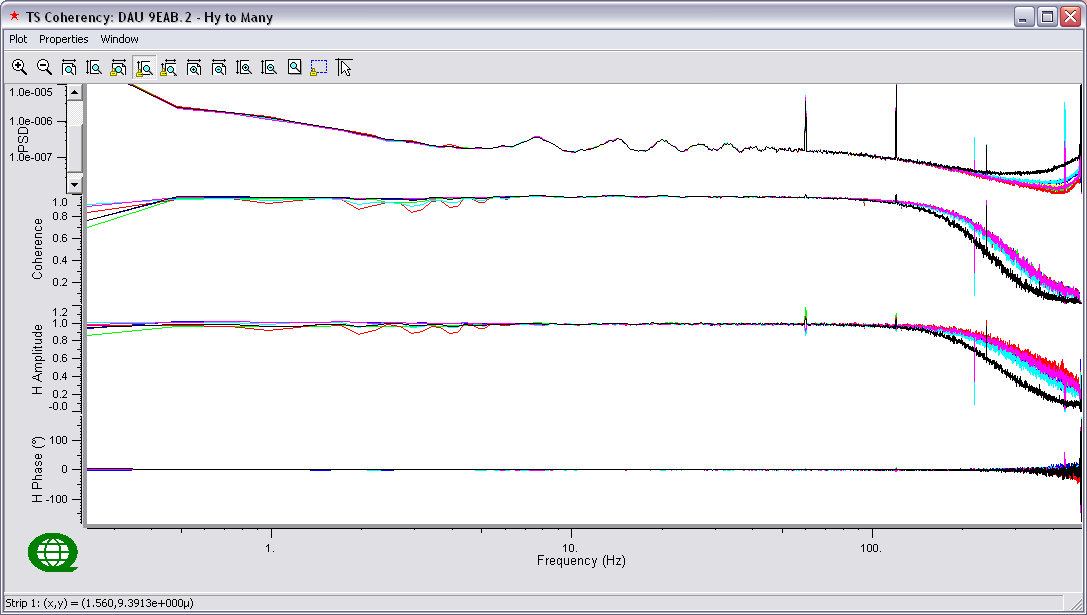 TS Coherency: DAU 9EAB.2 - Hy to Many
Plot Properties Window
1.0e-005
1.0e-006
1.0e-007
PSD
1.0
0.8
0.6
0.4
0.2
Coherence
1.2
1.0
0.8
0.6
0.4
0.2
-0.0
H Amplitude
100
0
-100
H Phase (°)
1. 10. 100.
Frequency (Hz)
Strip 1: (x,y) = (1.560,9.3913e+000µ)